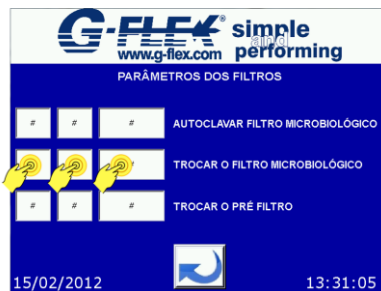 G-FLEX® simple
and
www.g-flex.com performing
PARÂMETROS DOS FILTROS
# # # AUTOCLAVAR FILTRO MICROBIOLÓGICO
TROCAR O FILTRO MICROBIOLÓGICO
# # # TROCAR O PRÉ FILTRO
15/02/2012 13:31:05